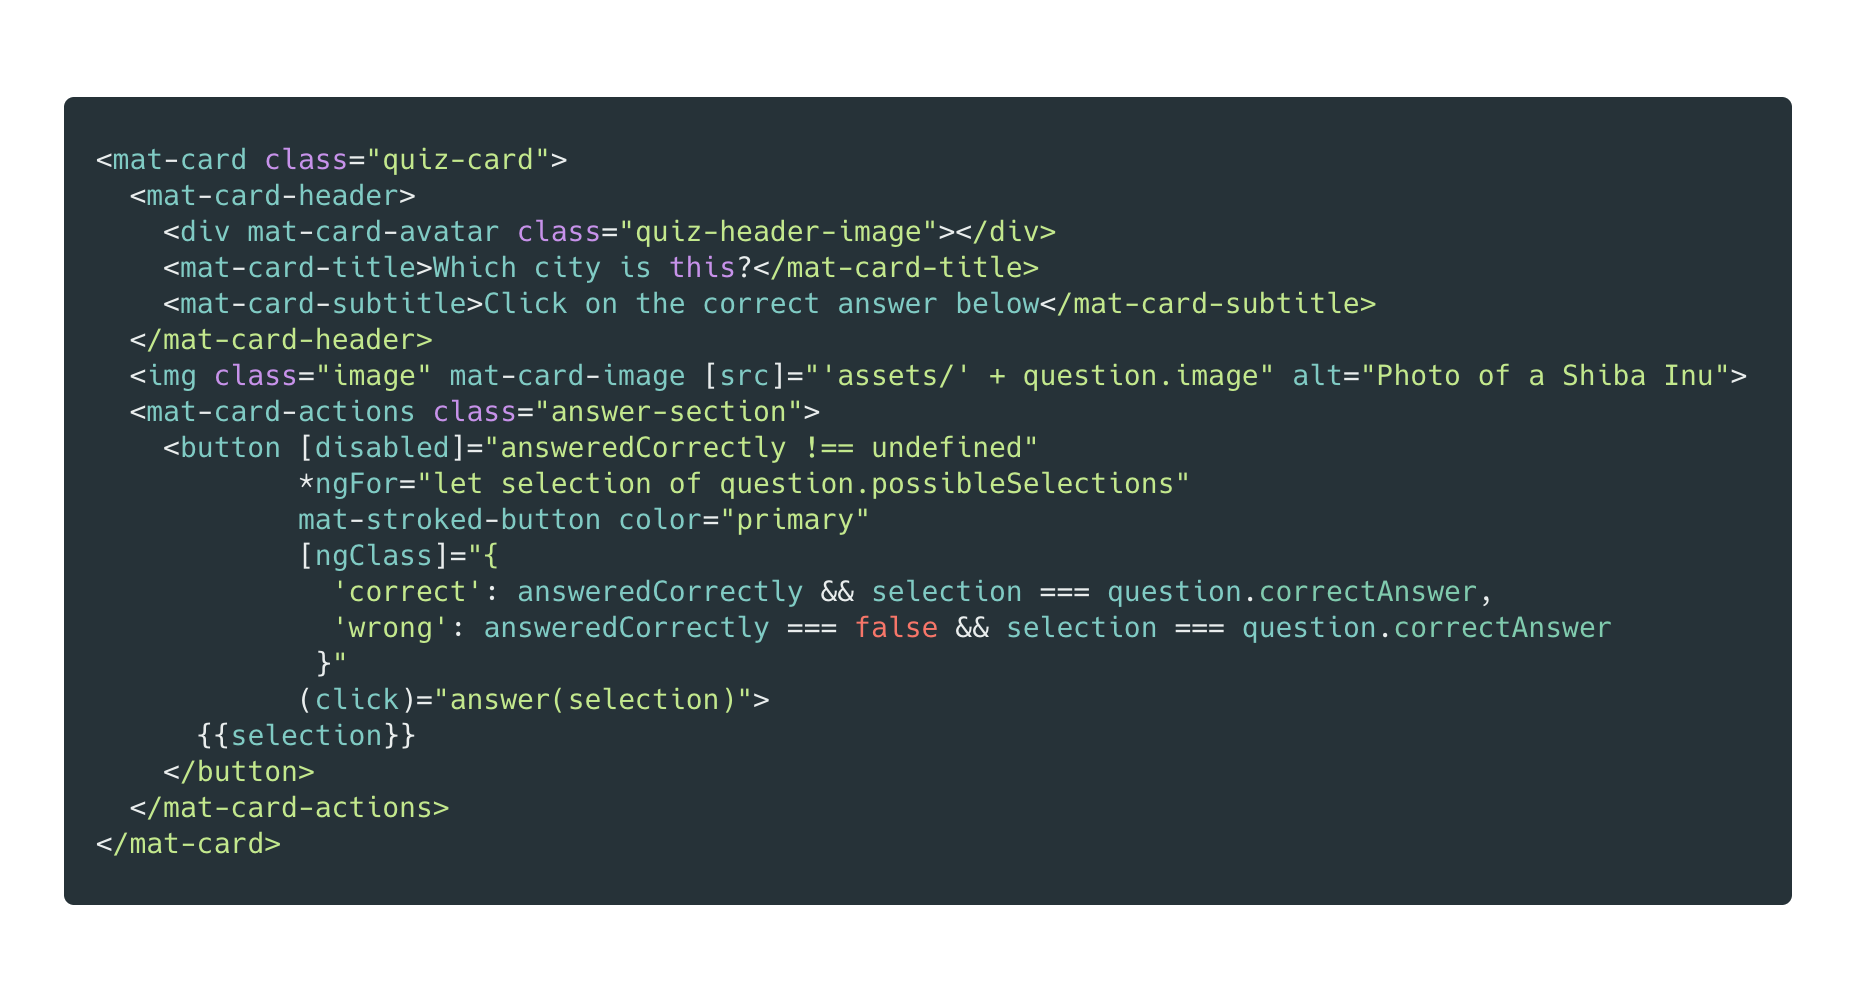 <mat-card class="quiz-card">
  <mat-card-header>
    <div mat-card-avatar class="quiz-header-image"></div>
    <mat-card-title>Which city is this?</mat-card-title>
    <mat-card-subtitle>Click on the correct answer below</mat-card-subtitle>
  </mat-card-header>
  <img class="image" mat-card-image [src]="'assets/' + question.image" alt="Photo of a Shiba Inu">
  <mat-card-actions class="answer-section">
    <button [disabled]="answeredCorrectly !== undefined"
            *ngFor="let selection of question.possibleSelections"
            mat-stroked-button color="primary"
            [ngClass]="{
              'correct': answeredCorrectly && selection === question.correctAnswer,
              'wrong': answeredCorrectly === false && selection === question.correctAnswer
             }"
            (click)="answer(selection)">
      {{selection}}
    </button>
  </mat-card-actions>
</mat-card>